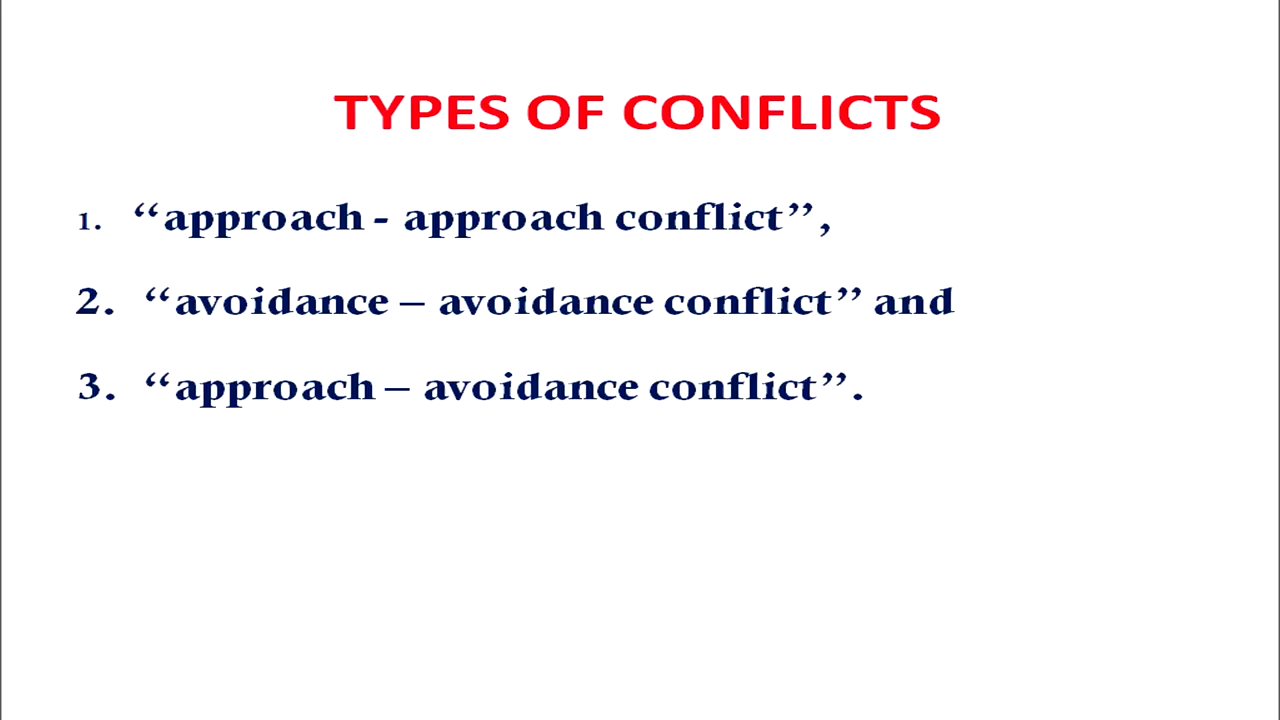 TYPES OF CONFLICTS
1. “approach - approach conflict”,
2. “avoidance – avoidance conflict” and
3. “approach – avoidance conflict”.